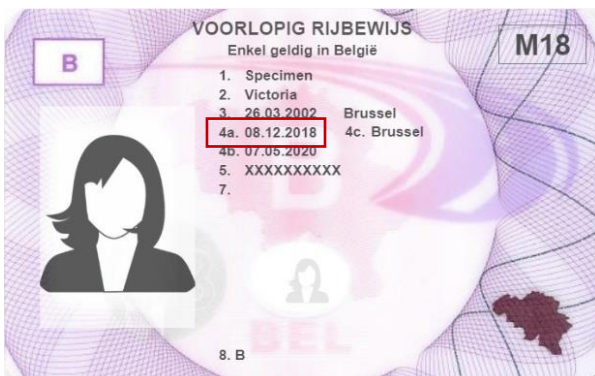 VOORLOPIG RIJBEWIJS
Enkel geldig in België
B
M18
1. Specimen
2. Victoria
3. 26.03.2002 Brussel
4a. 08.12.2018 4c. Brussel
4b. 07.05.2020
5. XXXXXXXXXX
7.
B
BEL
8. B